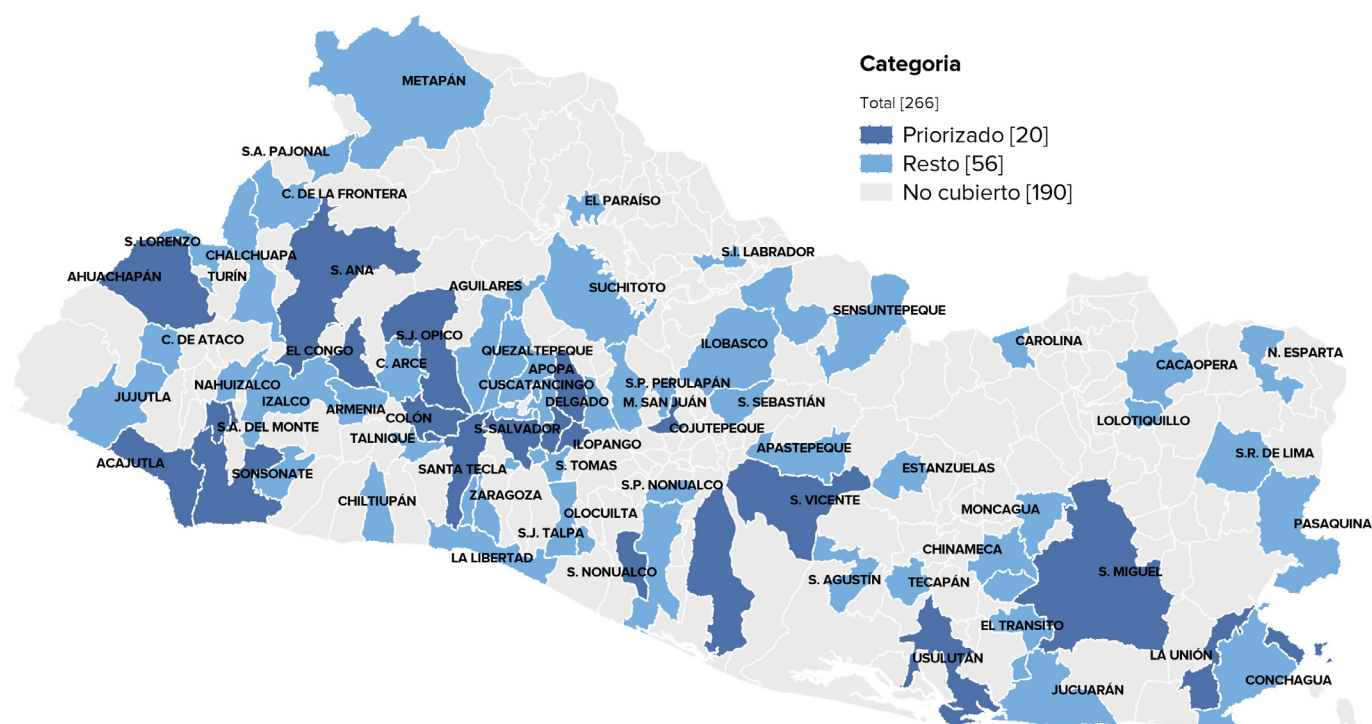 Categoria
Total [266]
Priorizado [20]
Resto [56]
No cubierto [190]
METAPÁN
S.A. PAJONAL
C. DE LA FRONTERA
EL PARAÍSO
S. LORENZO
CHALCHUAPA
S.I. LABRADOR
AHUACHAPÁN
TURÍN
S. ANA
AGUILARES
SUCHITOTO
SENSUNTEPEQUE
S.J. OPICO
C. DE ATACO
EL CONGO
C. ARCE
QUEZALTEPEQUE
ILOBASCO
CAROLINA
N. ESPARTA
CACAOPERA
APOPA
NAHUIZALCO
CUSCATANCINGO
S.P. PERULAPÁN
JUJUTLA
IZALCO
ARMENIA
DELGADO
M. SAN JUÁN
S. SEBASTIÁN
COLÓN
LOLOTIQUILLO
S.A. DEL MONTE
TALNIQUE
S. SALVADOR
COJUTEPEQUE
ILOPANGO
APASTEPEQUE
S.R. DE LIMA
ACAJUTLA
SONSONATE
SANTA TECLA
S. TOMAS
ESTANZUELAS
S.P. NONUALCO
CHILTIUPÁN
ZARAGOZA
S. VICENTE
OLOCUILTA
MONCAGUA
PASAQUINA
S.J. TALPA
CHINAMECA
LA LIBERTAD
S. NONUALCO
S. AGUSTÍN
TECAPÁN
S. MIGUEL
EL TRANSITO
USULUTÁN
LA UNIÓN
CONCHAGUA
JUCUARÁN